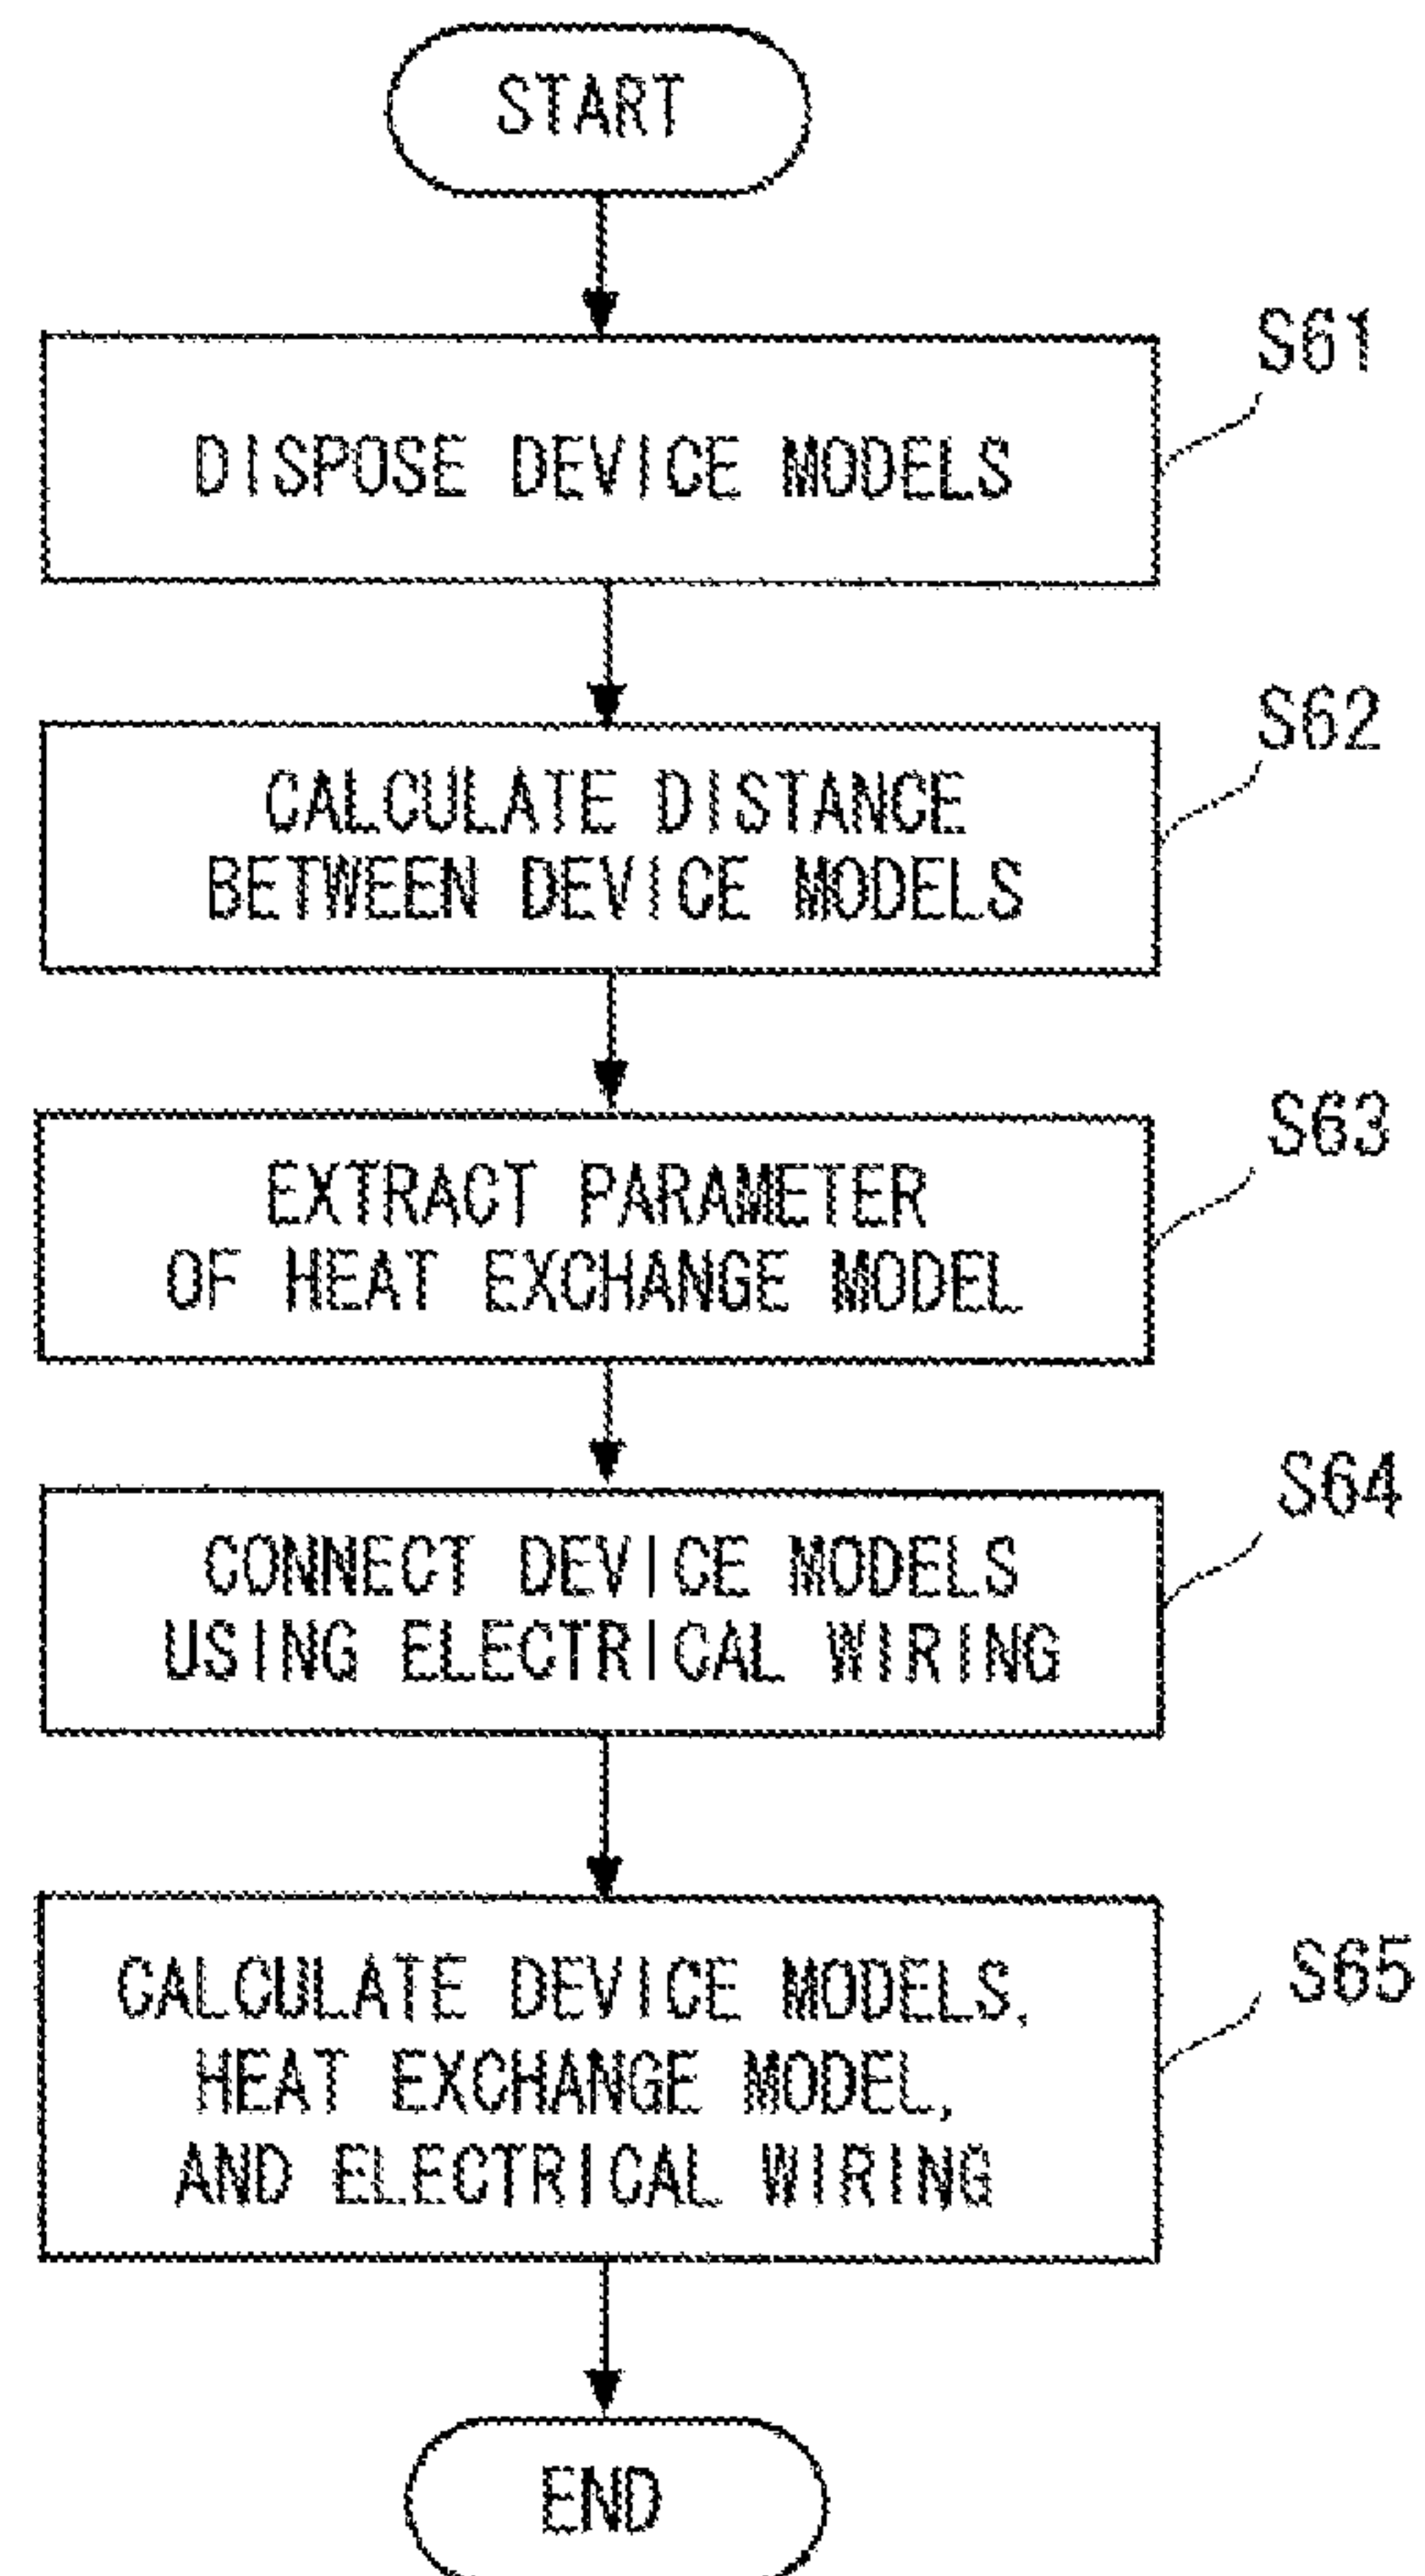 START
S61
DISPOSE DEVICE MODELS
S62
CALCULATE DISTANCE
BETWEEN DEVICE MODELS
S63
EXTRACT PARAMETER
OF HEAT EXCHANGE MODEL
S64
CONNECT DEVICE MODELS
USING ELECTRICAL WIRING
S65
CALCULATE DEVICE MODELS,
HEAT EXCHANGE MODEL,
AND ELECTRICAL WIRING
END